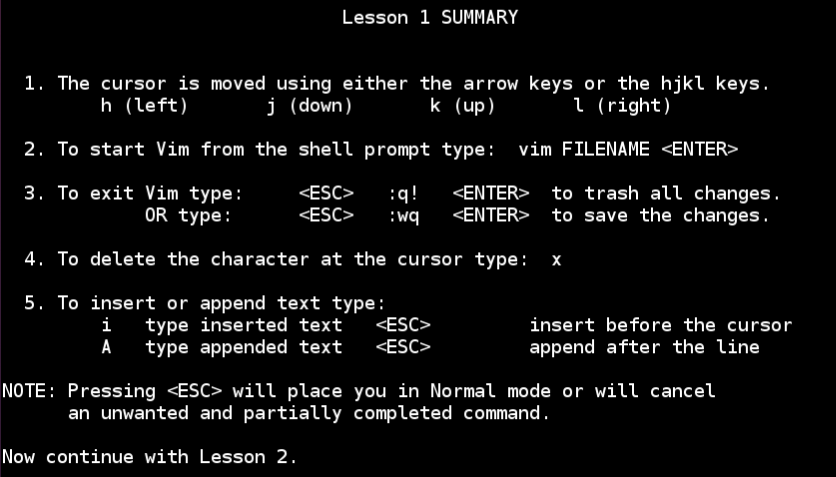 Lesson 1 SUMMARY
1. The cursor is moved using either the arrow keys or the hjkl keys.
h (left) j (down) k (up) l (right)
2. To start Vim from the shell prompt type: vim FILENAME <ENTER>
3. To exit Vim type: <ESC> :q! <ENTER> to trash all changes.
OR type: <ESC> :wq <ENTER> to save the changes.
4. To delete the character at the cursor type: x
5. To insert or append text type:
i type inserted text <ESC> insert before the cursor
A type appended text <ESC> append after the line
NOTE: Pressing <ESC> will place you in Normal mode or will cancel
an unwanted and partially completed command.
Now continue with Lesson 2.